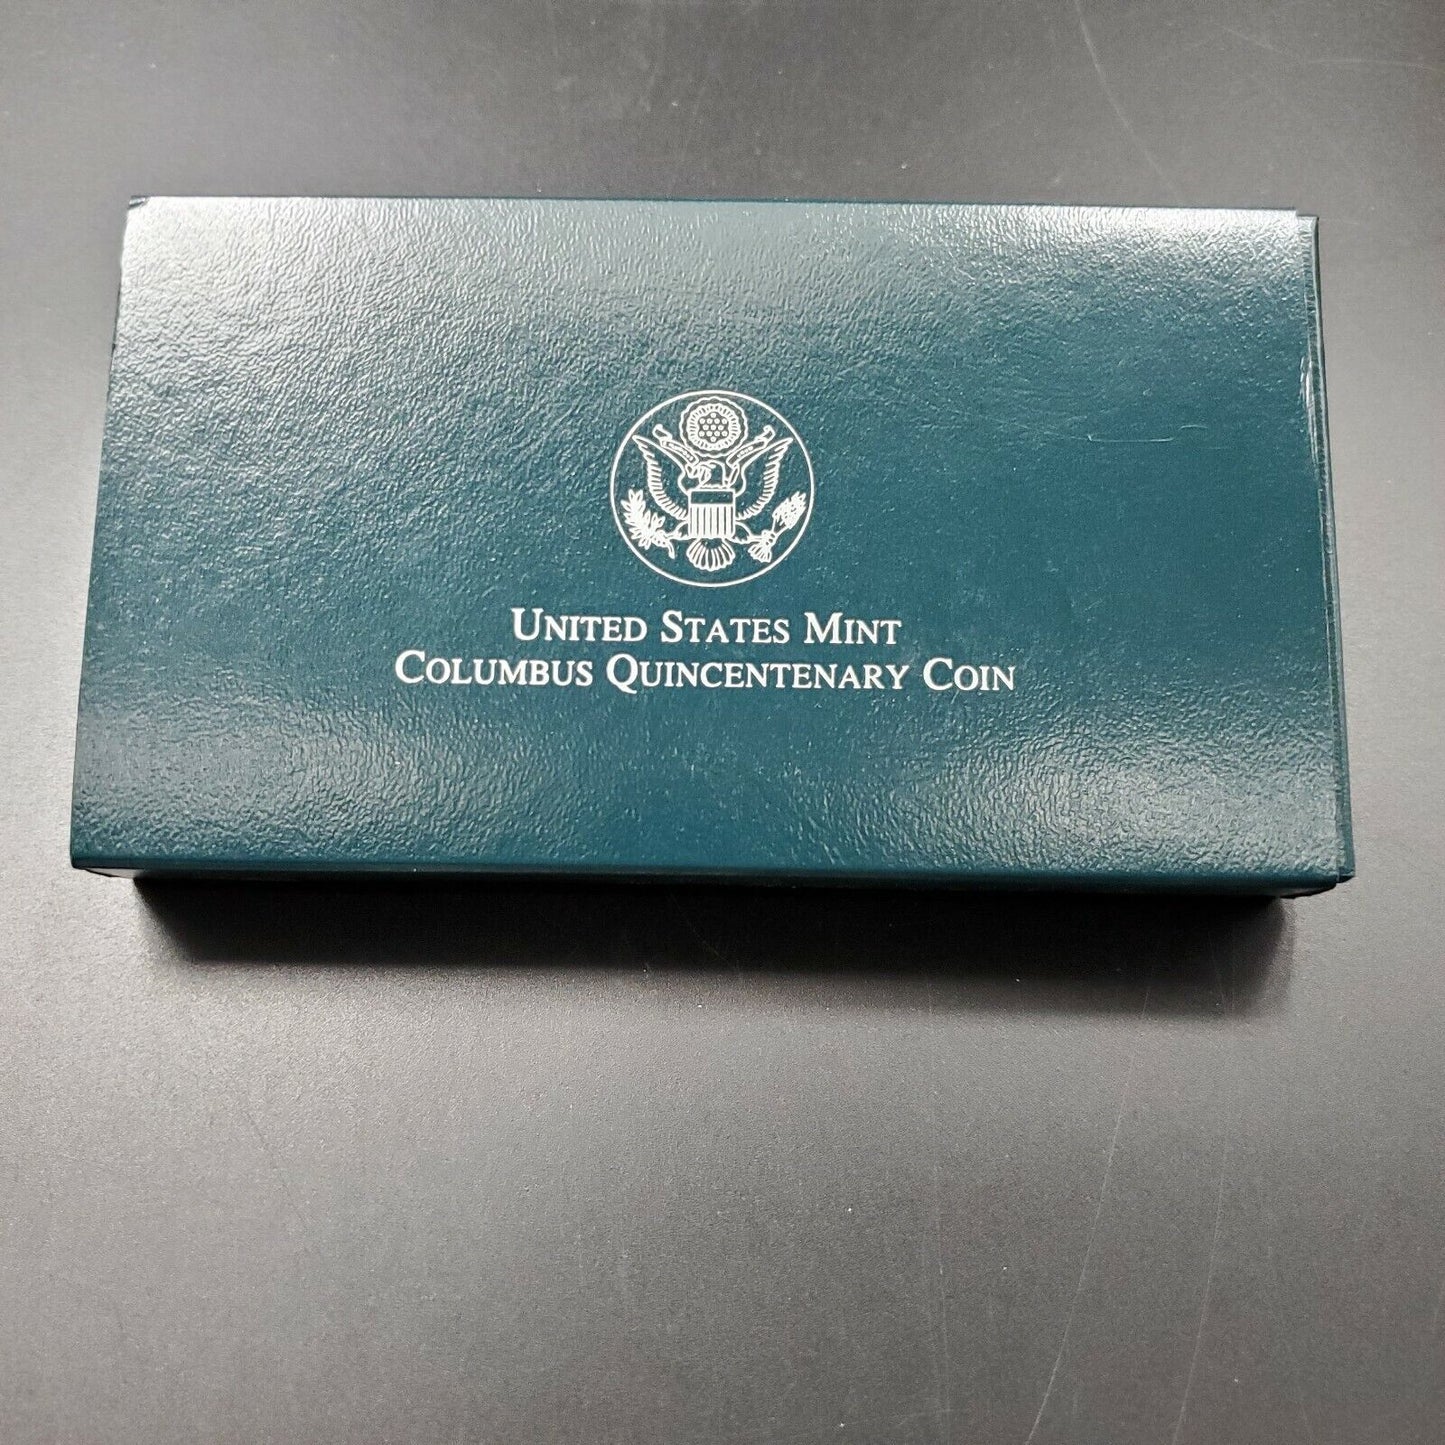 United States Mint
Columbus Quincentenary Coin